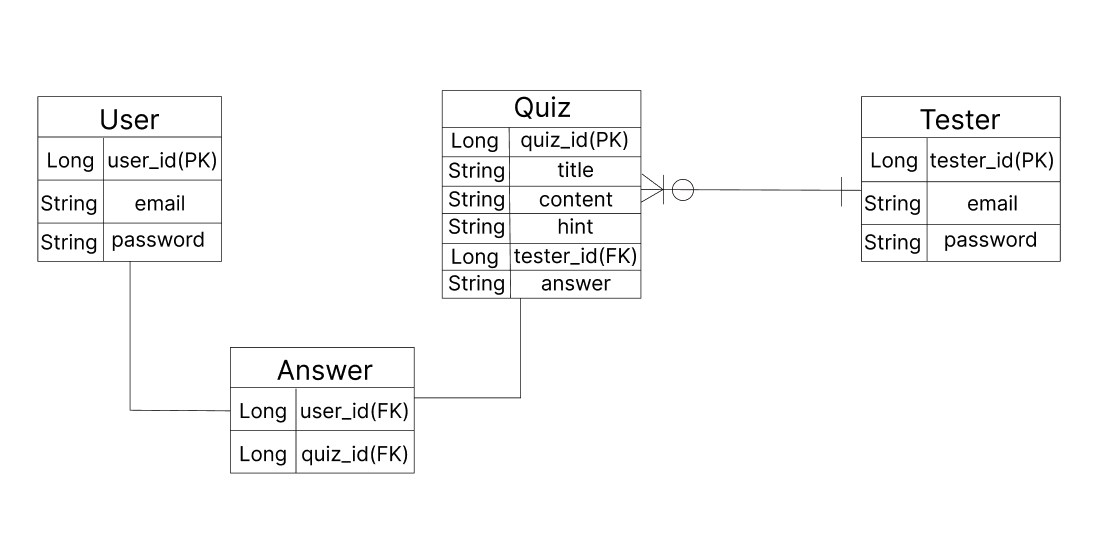 User
Long user_id(PK)
String email
String password
Quiz
Long quiz_id(PK)
String title
String content
String hint
Long tester_id(FK)
String answer
Tester
Long tester_id(PK)
String email
String password
Answer
Long user_id(FK)
Long quiz_id(FK)